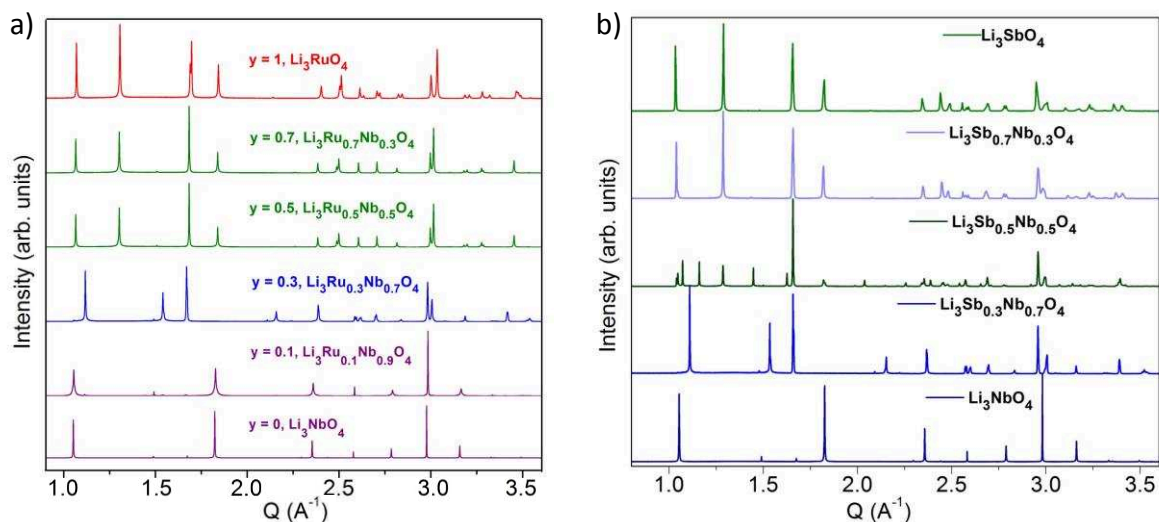 a)
Intensity (arb. units)
y = 1, Li₃RuO₄
y = 0.7, Li₃Ru₀.₇Nb₀.₃O₄
y = 0.5, Li₃Ru₀.₅Nb₀.₅O₄
y = 0.3, Li₃Ru₀.₃Nb₀.₇O₄
y = 0.1, Li₃Ru₀.₁Nb₀.₉O₄
y = 0, Li₃NbO₄
1.0 1.5 2.0 2.5 3.0 3.5
Q (A⁻¹)
b)
Intensity (arb. units)
Li₃SbO₄
Li₃Sb₀.₇Nb₀.₃O₄
Li₃Sb₀.₅Nb₀.₅O₄
Li₃Sb₀.₃Nb₀.₇O₄
Li₃NbO₄
1.0 1.5 2.0 2.5 3.0 3.5
Q (A⁻¹)